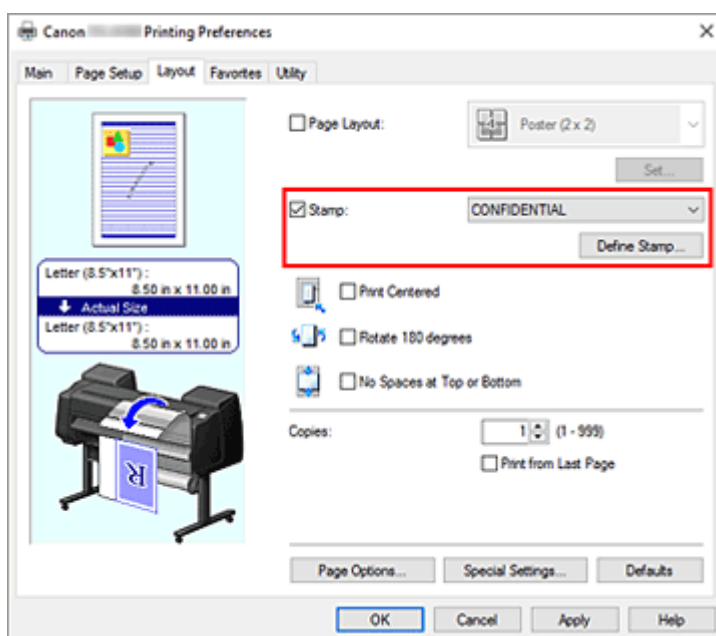 Canon Printing Preferences
Main Page Setup Layout Favorites Utility
Page Layout: Poster (2 x 2)
Set...
Stamp: CONFIDENTIAL
Define Stamp...
Letter (8.5"x11") :
8.50 in x 11.00 in
Actual Size
Letter (8.5"x11") :
8.50 in x 11.00 in
Print Centered
Rotate 180 degrees
No Spaces at Top or Bottom
Copies: 1 (1 - 999)
Print from Last Page
R
Page Options... Special Settings... Defaults
OK Cancel Apply Help